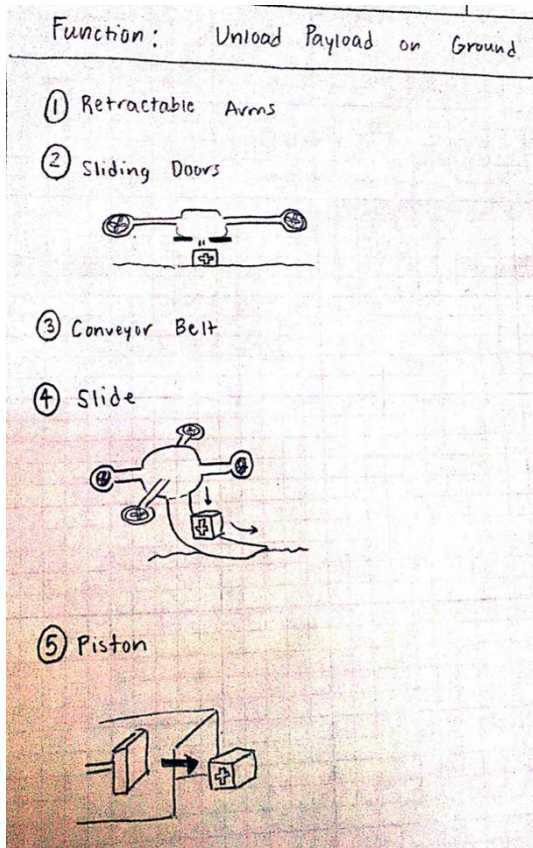 Function: Unload Payload on Ground
① Retractable Arms
② Sliding Doors
③ Conveyor Belt
④ Slide
⑤ Piston